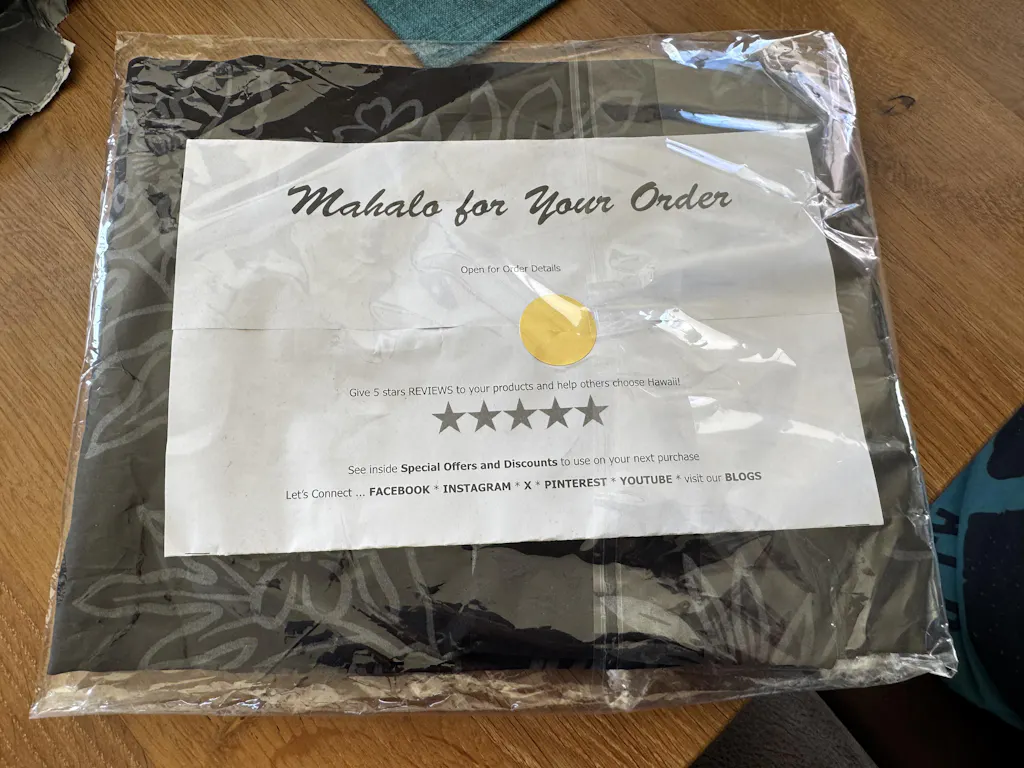 Mahalo for Your Order
Open for Order Details
Give 5 stars REVIEWS to your products and help others choose Hawaii!
See inside Special Offers and Discounts to use on your next purchase
Let's Connect ... FACEBOOK * INSTAGRAM * X * PINTEREST * YOUTUBE * visit our BLOGS